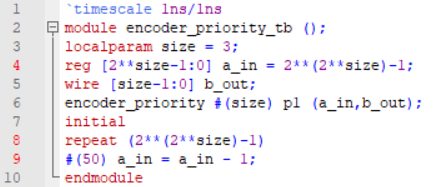 1 `timescale 1ns/1ns
2 module encoder_priority_tb ();
3 localparam size = 3;
4 reg [2**size-1:0] a_in = 2**(2**size)-1;
5 wire [size-1:0] b_out;
6 encoder_priority #(size) p1 (a_in,b_out);
7 initial
8 repeat (2**(2**size)-1)
9 #(50) a_in = a_in - 1;
10 endmodule